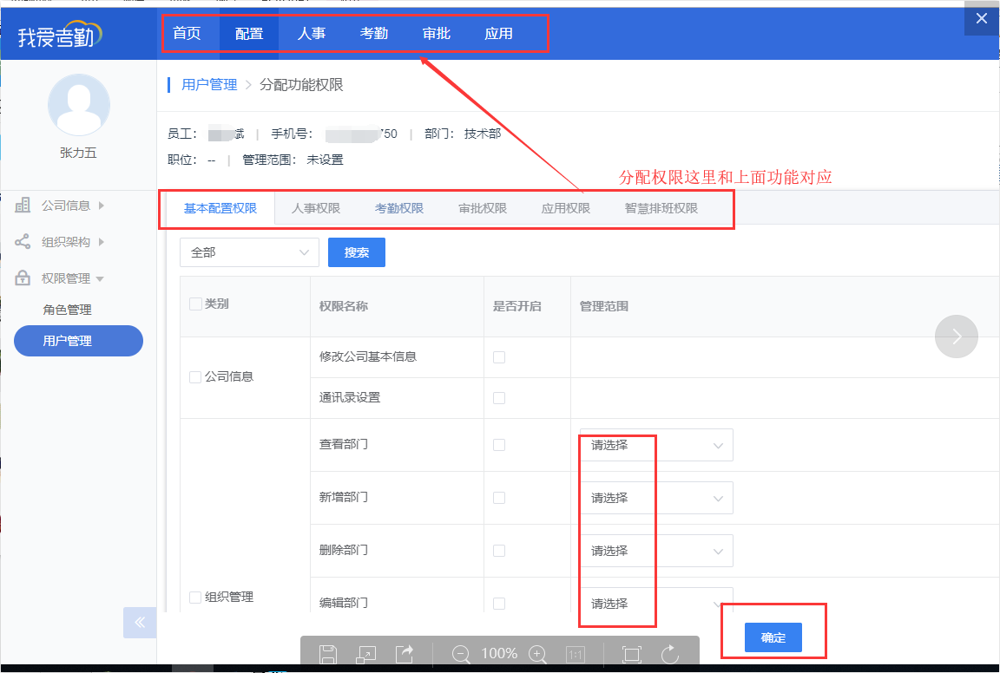 我爱考勤
首页 配置 人事 考勤 审批 应用
张力五
用户管理 > 分配功能权限
员工： 斌 | 手机号： 750 | 部门： 技术部
职位： -- | 管理范围： 未设置
分配权限这里和上面功能对应
公司信息
组织架构
权限管理
角色管理
用户管理
基本配置权限 人事权限 考勤权限 审批权限 应用权限 智慧排班权限
全部 搜索
类别 权限名称 是否开启 管理范围
公司信息
修改公司基本信息
通讯录设置
查看部门 请选择
新增部门 请选择
删除部门 请选择
组织管理
编辑部门 请选择
确定
100% 1:1